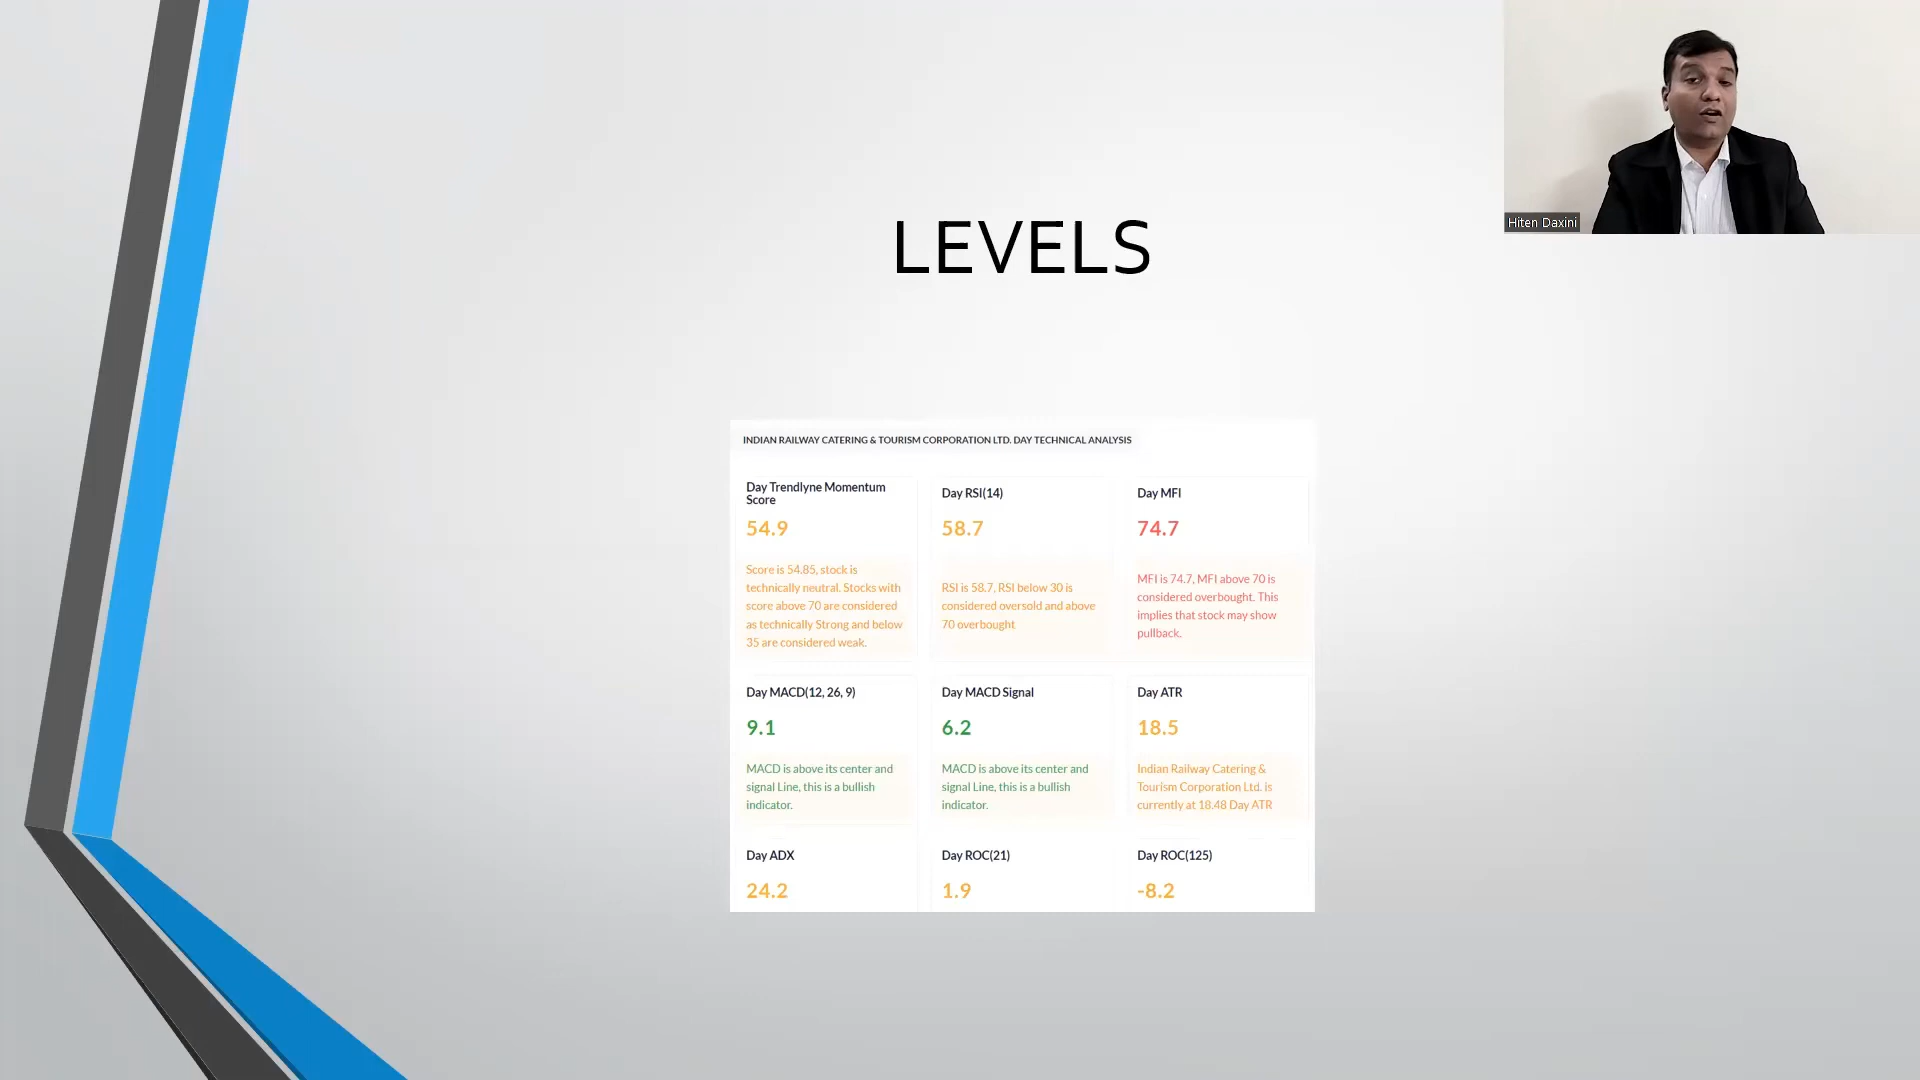 Hiten Daxini
LEVELS
INDIAN RAILWAY CATERING & TOURISM CORPORATION LTD. DAY TECHNICAL ANALYSIS
Day Trendlyne Momentum
Score
54.9
Score is 54.85, stock is
technically neutral. Stocks with
score above 70 are considered
as technically Strong and below
35 are considered weak.
Day RSI(14)
58.7
RSI is 58.7, RSI below 30 is
considered oversold and above
70 overbought
Day MFI
74.7
MFI is 74.7, MFI above 70 is
considered overbought. This
implies that stock may show
pullback.
Day MACD(12, 26, 9)
9.1
MACD is above its center and
signal Line, this is a bullish
indicator.
Day MACD Signal
6.2
MACD is above its center and
signal Line, this is a bullish
indicator.
Day ATR
18.5
Indian Railway Catering &
Tourism Corporation Ltd. is
currently at 18.48 Day ATR
Day ADX
24.2
Day ROC(21)
1.9
Day ROC(125)
-8.2